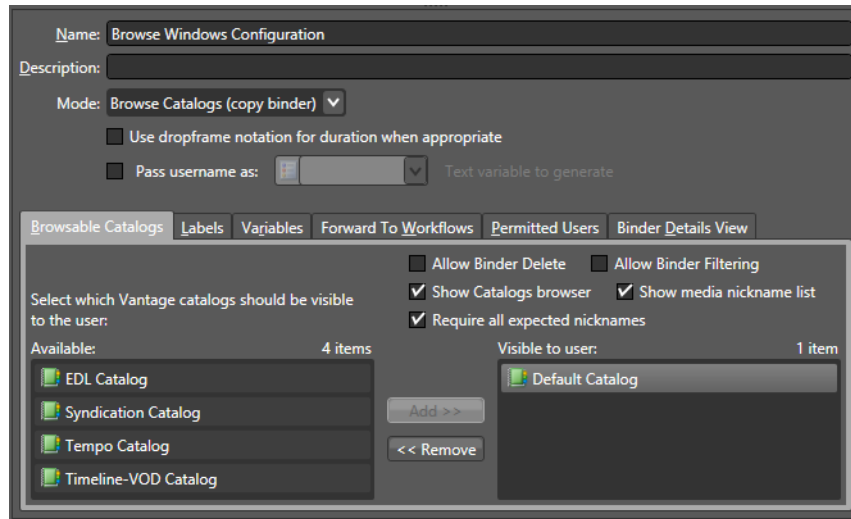 Name: Browse Windows Configuration
Description:
Mode: Browse Catalogs (copy binder)
Use dropframe notation for duration when appropriate
Pass username as: Text variable to generate
Browsable Catalogs Labels Variables Forward To Workflows Permitted Users Binder Details View
Allow Binder Delete Allow Binder Filtering
Select which Vantage catalogs should be visible
to the user:
Show Catalogs browser Show media nickname list
Require all expected nicknames
Available: 4 items
Visible to user: 1 item
EDL Catalog
Syndication Catalog
Tempo Catalog
Timeline-VOD Catalog
Add >>
<< Remove
Default Catalog